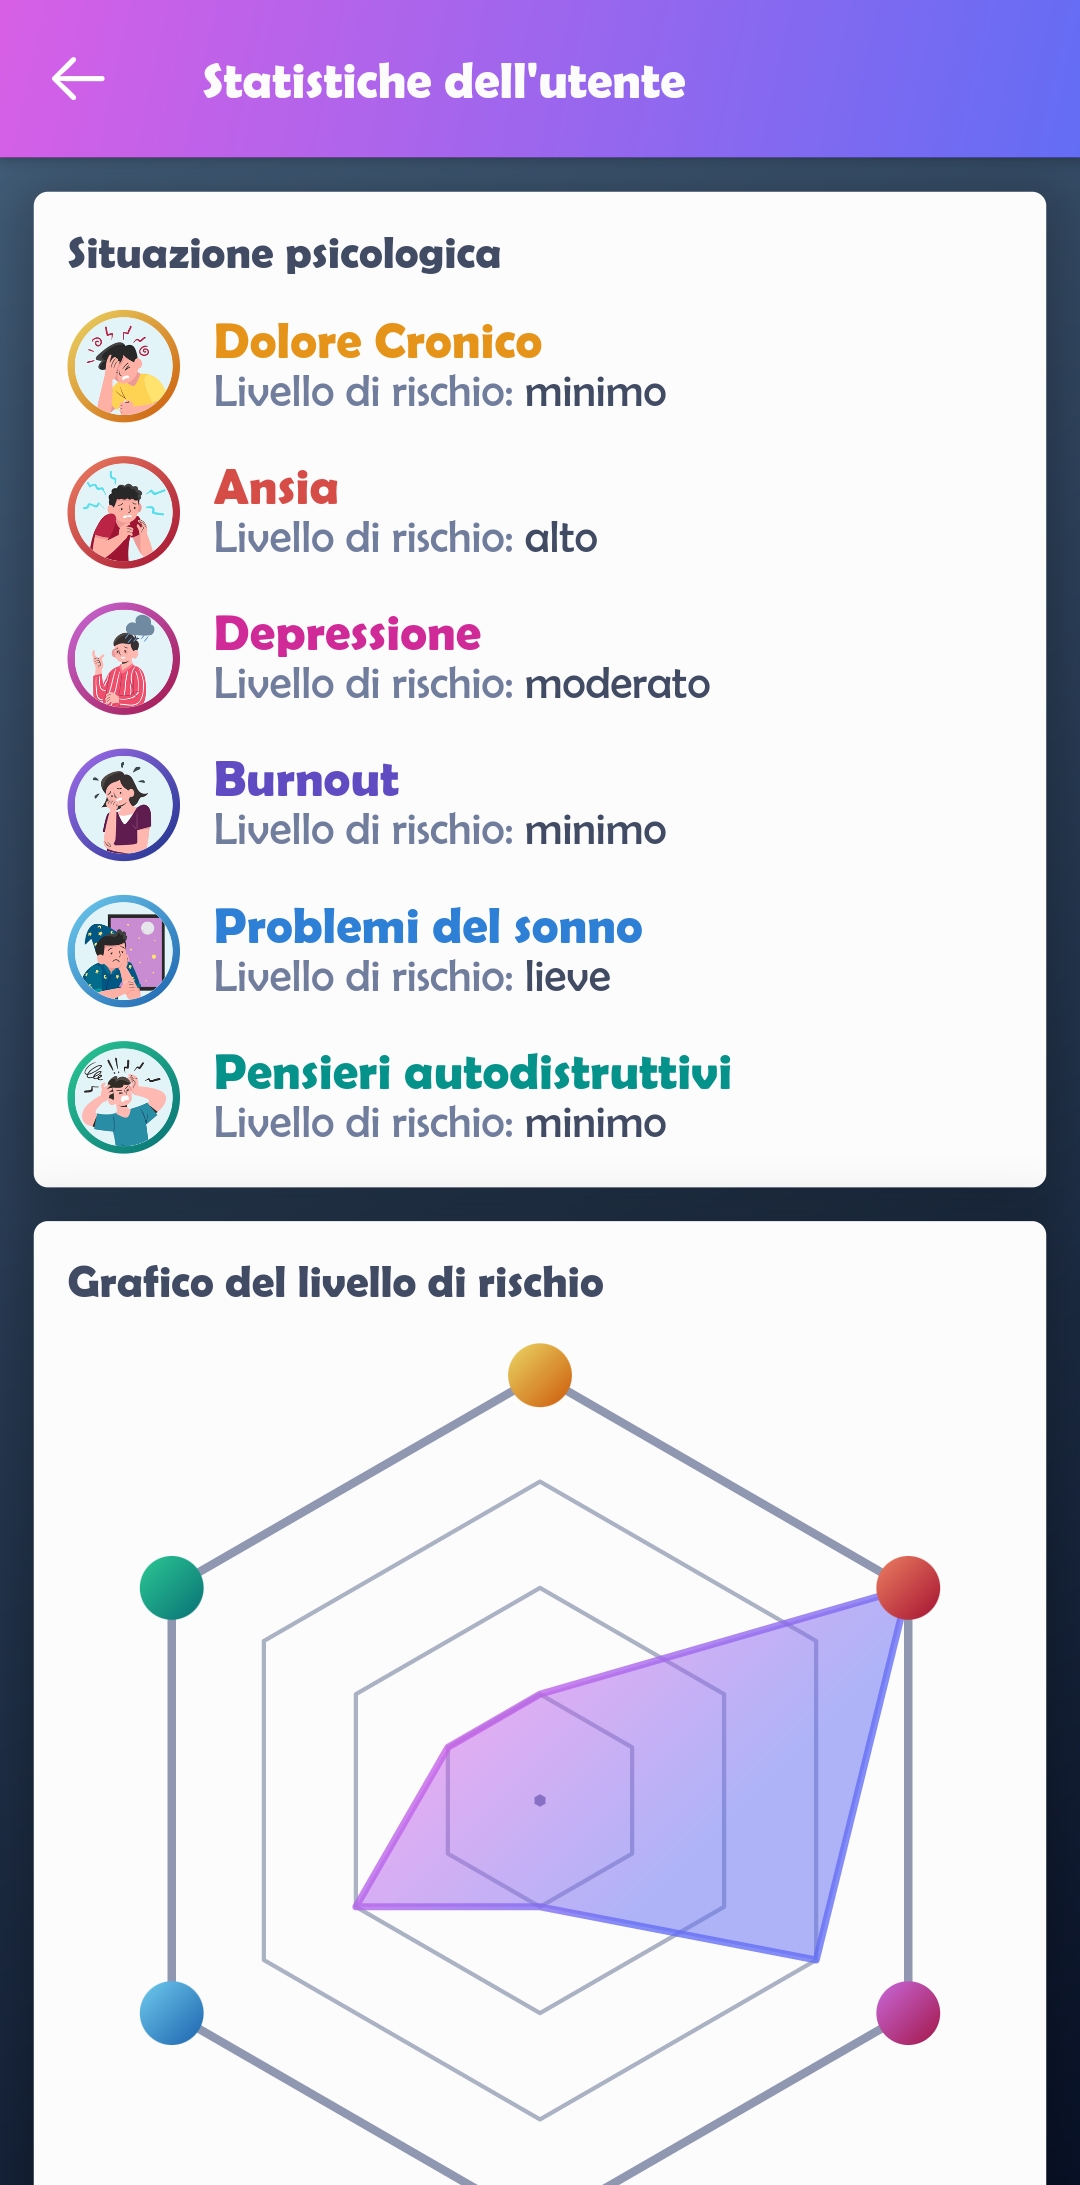 Statistiche dell'utente
Situazione psicologica
Dolore Cronico
Livello di rischio: minimo
Ansia
Livello di rischio: alto
Depressione
Livello di rischio: moderato
Burnout
Livello di rischio: minimo
Problemi del sonno
Livello di rischio: lieve
Pensieri autodistruttivi
Livello di rischio: minimo
Grafico del livello di rischio